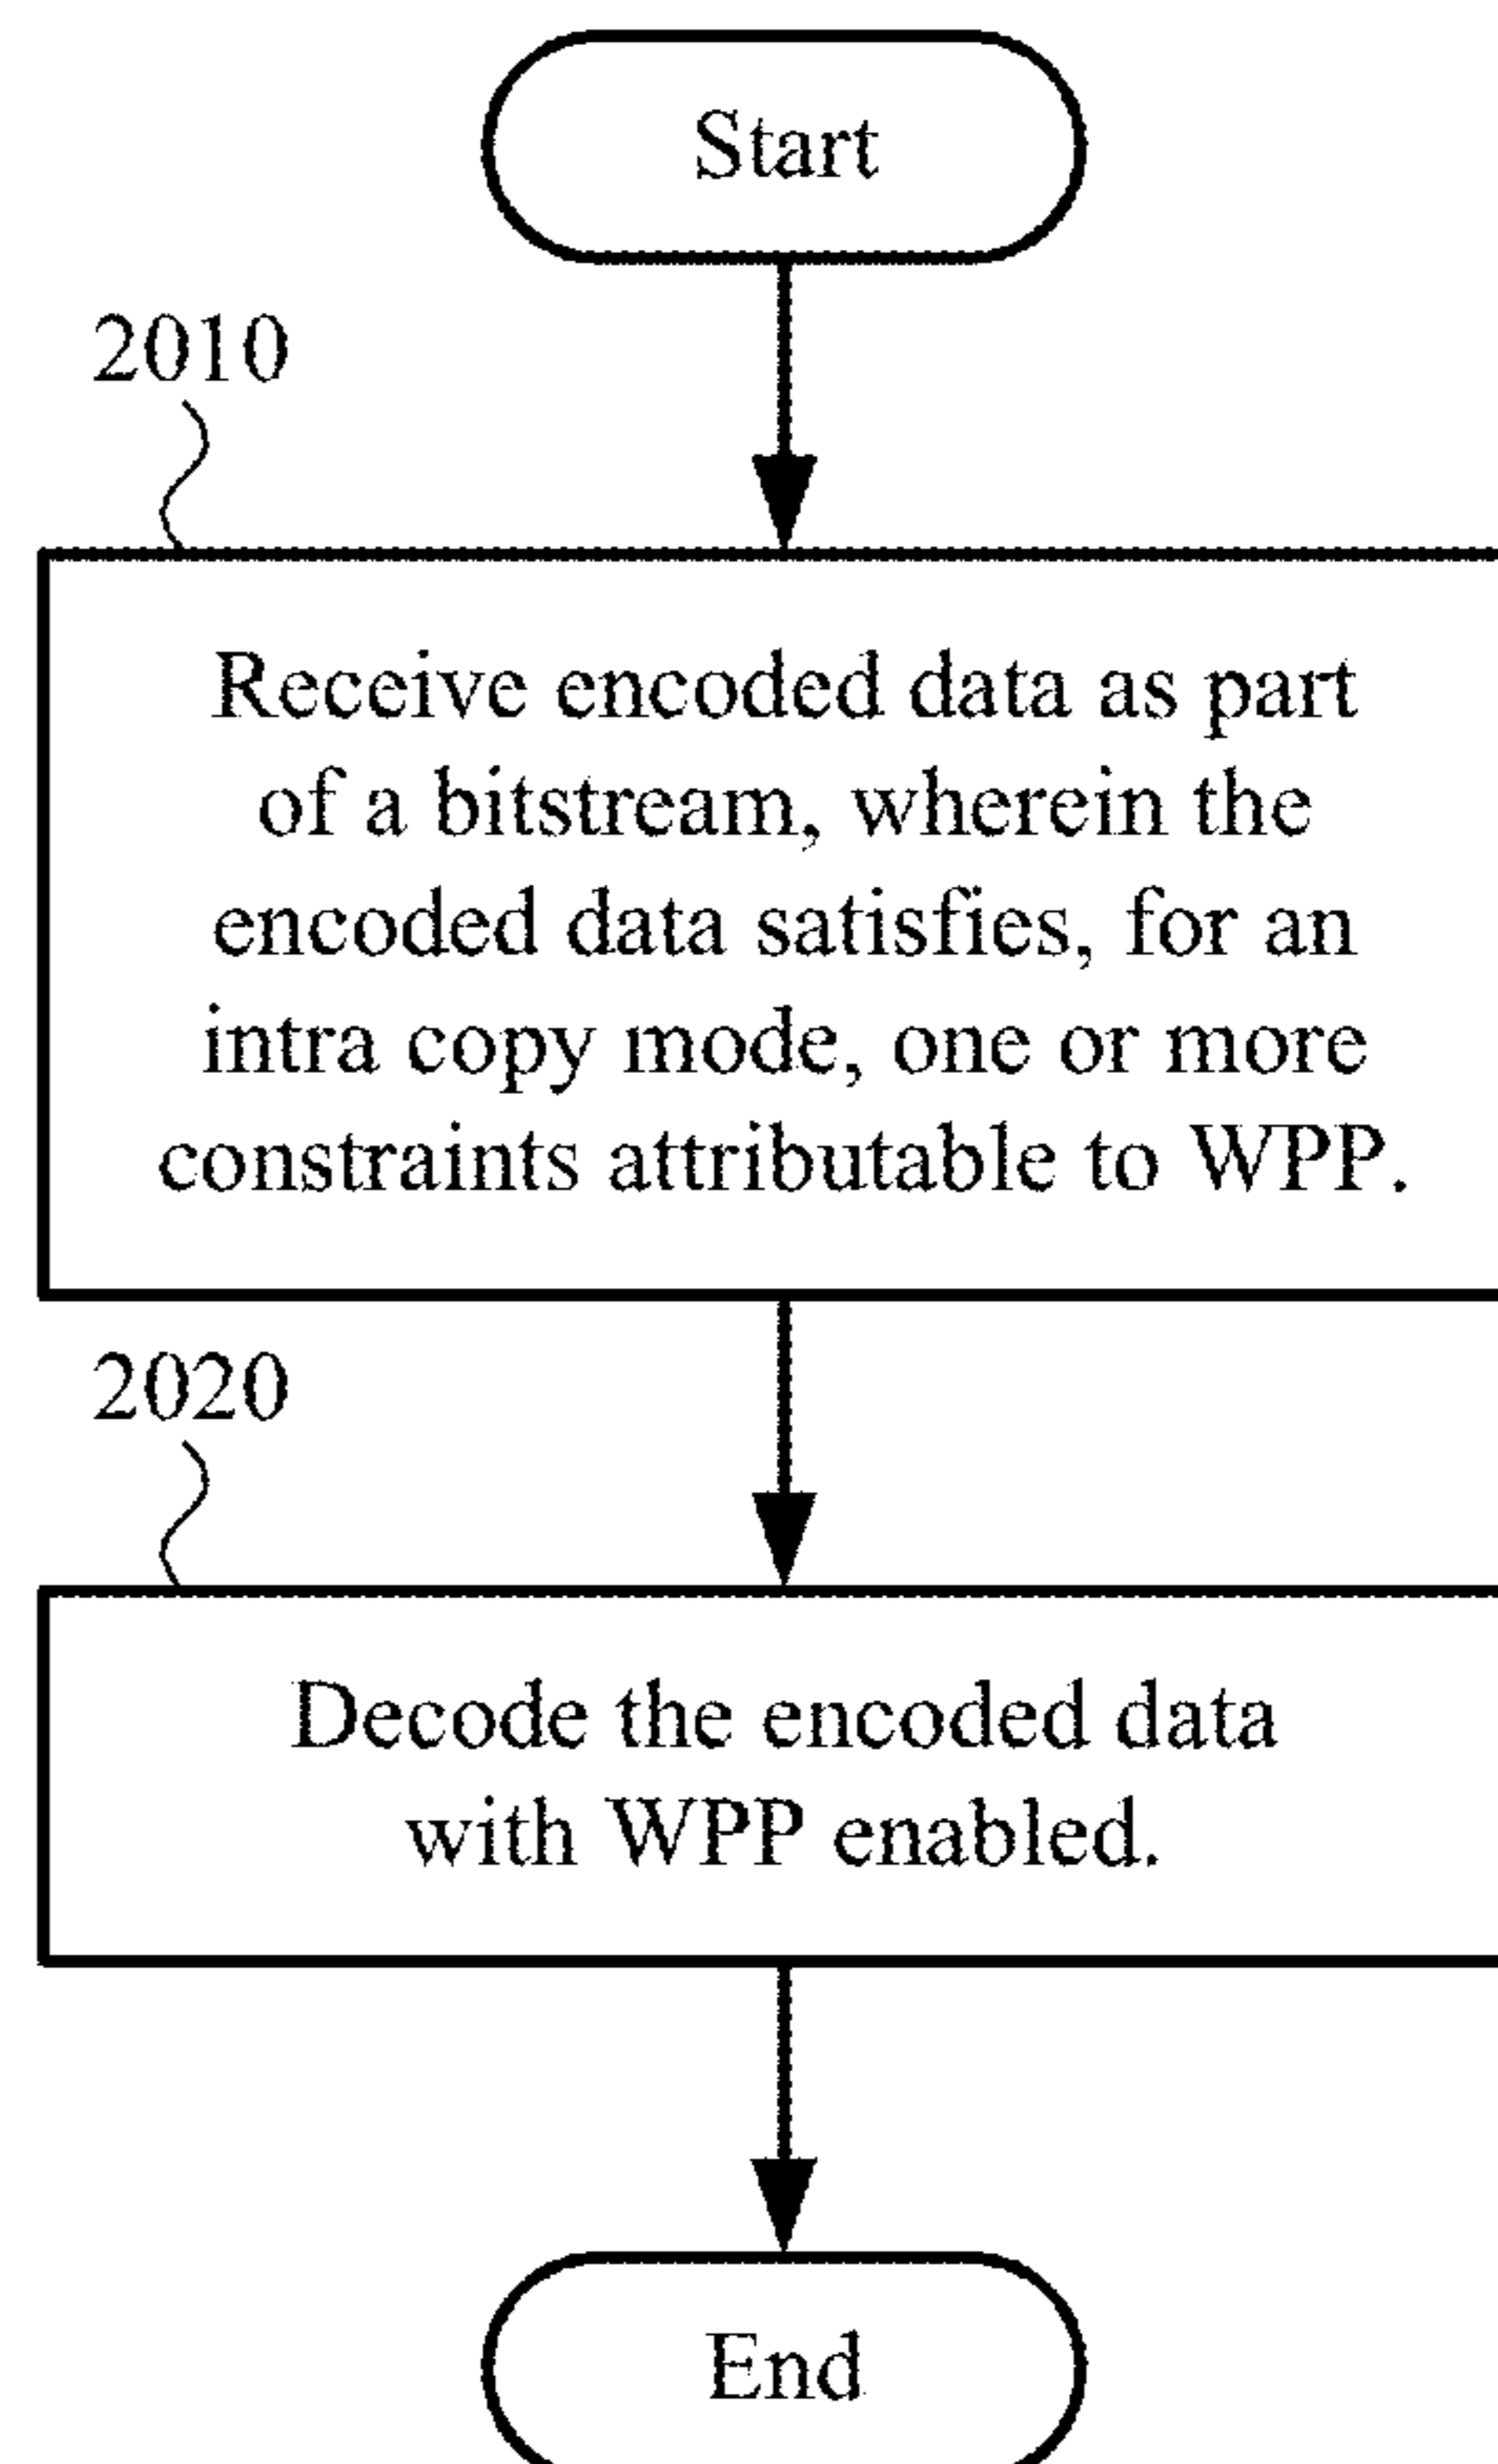 Start
2010
Receive encoded data as part
of a bitstream, wherein the
encoded data satisfies, for an
intra copy mode, one or more
constraints attributable to WPP.
2020
Decode the encoded data
with WPP enabled.
End